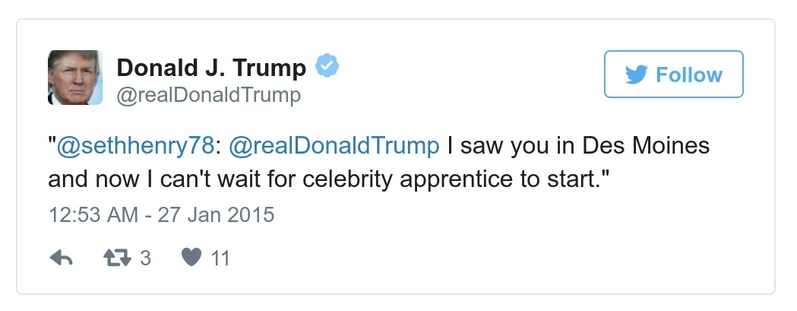 Donald J. Trump
@realDonaldTrump
Follow
"@sethhenry78: @realDonaldTrump I saw you in Des Moines
and now I can't wait for celebrity apprentice to start."
12:53 AM - 27 Jan 2015
3 11